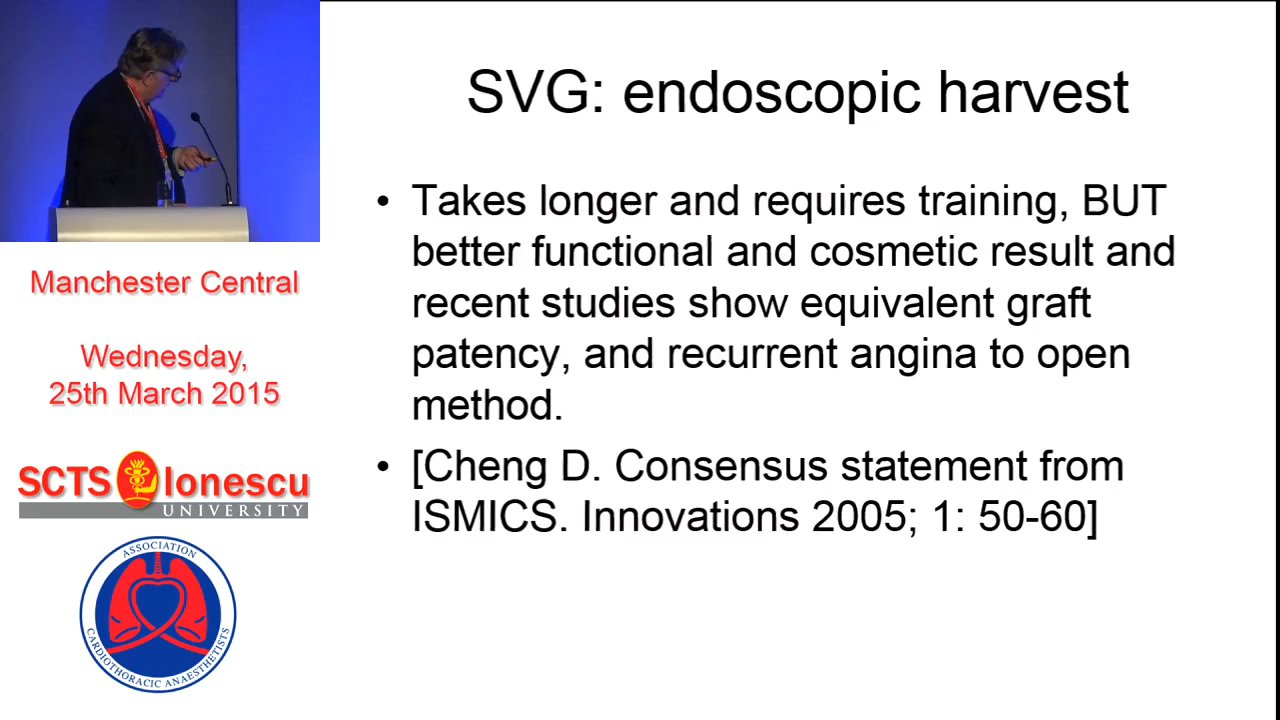 SVG: endoscopic harvest
• Takes longer and requires training, BUT
better functional and cosmetic result and
recent studies show equivalent graft
patency, and recurrent angina to open
method.
• [Cheng D. Consensus statement from
ISMICS. Innovations 2005; 1: 50-60]
Manchester Central
Wednesday,
25th March 2015
SCTS Ionescu
UNIVERSITY
ASSOCIATION
CARDIOTHORACIC ANAESTHETISTS